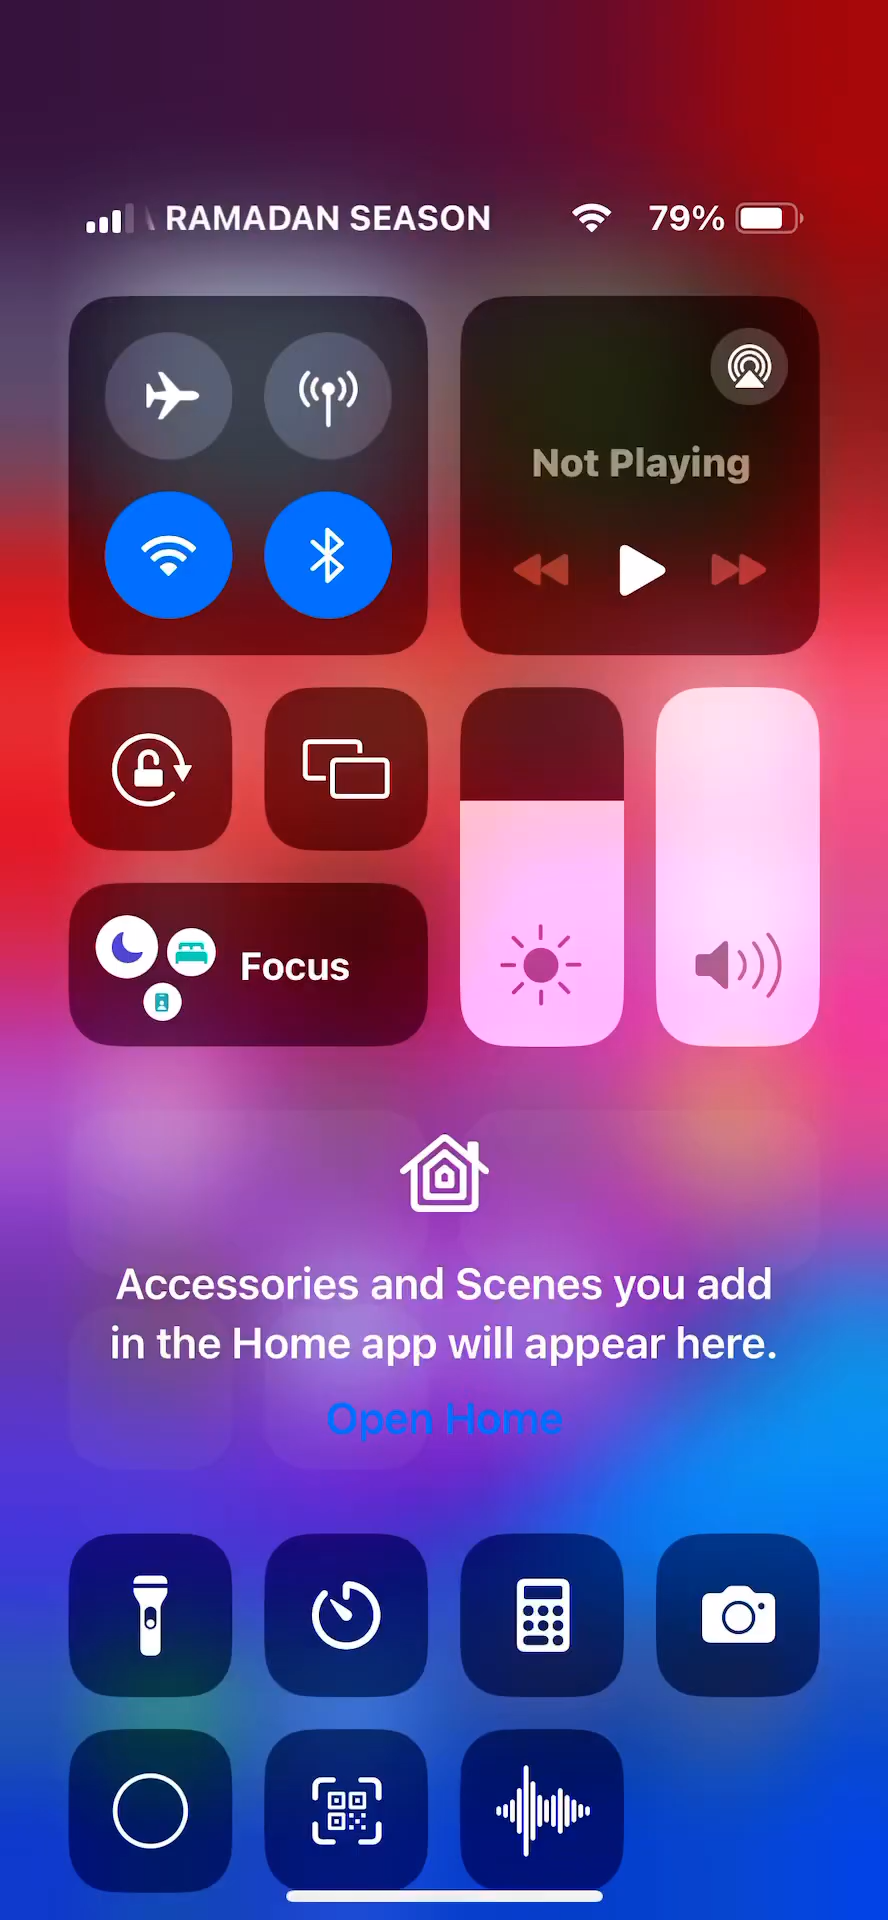 RAMADAN SEASON
79%
Not Playing
Focus
Accessories and Scenes you add
in the Home app will appear here.
Open Home